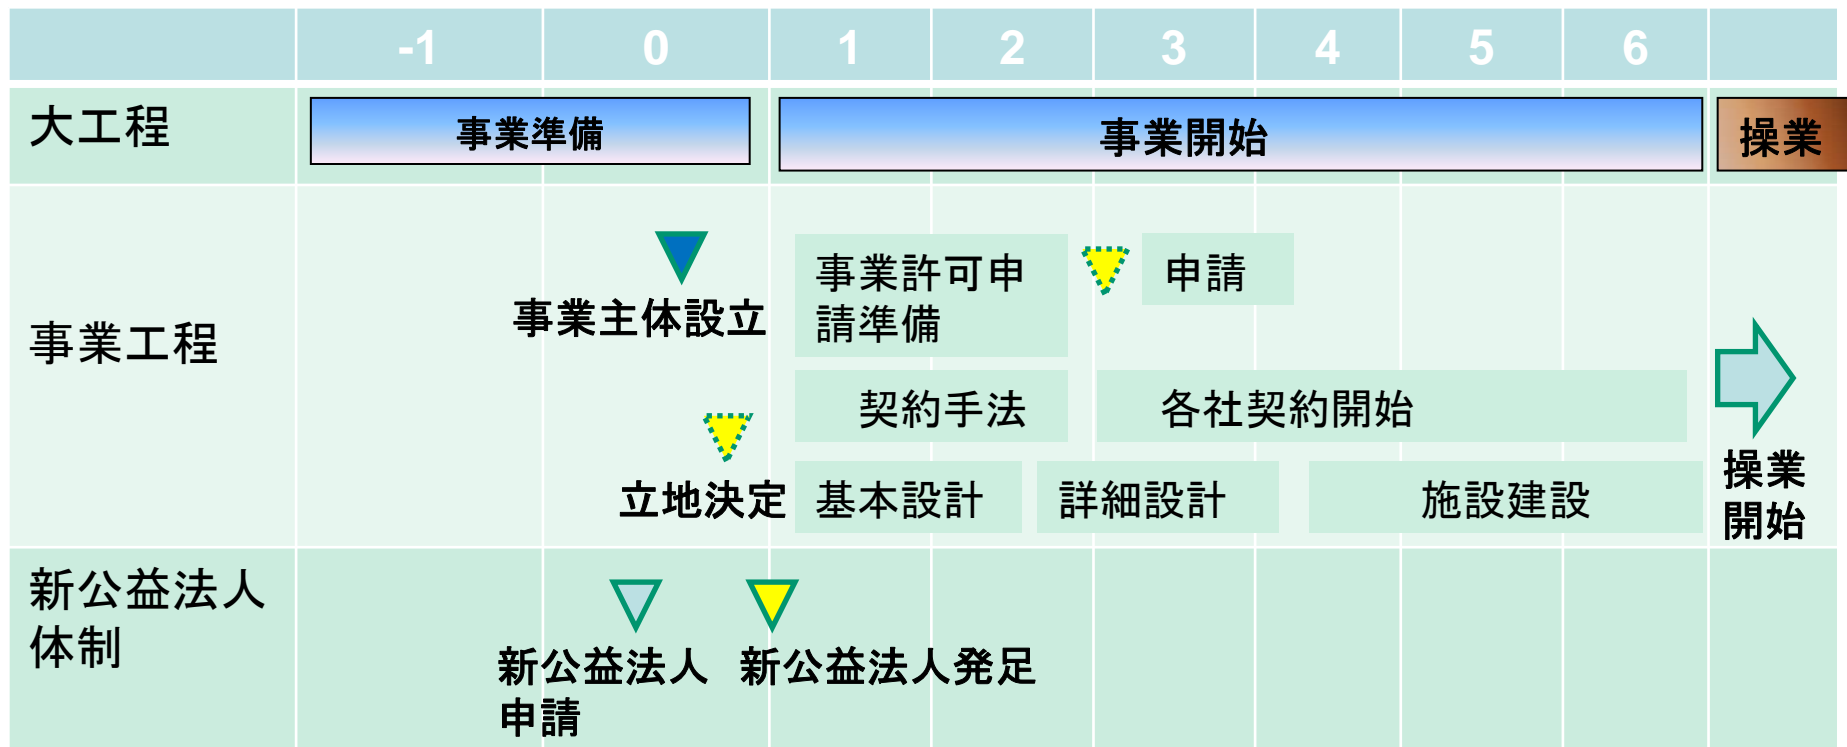 -1 0 1 2 3 4 5 6
大工程
事業準備
事業開始
操業
事業工程
事業主体設立
事業許可申
請準備
申請
契約手法
各社契約開始
立地決定
基本設計
詳細設計
施設建設
操業
開始
新公益法人
体制
新公益法人
申請
新公益法人発足